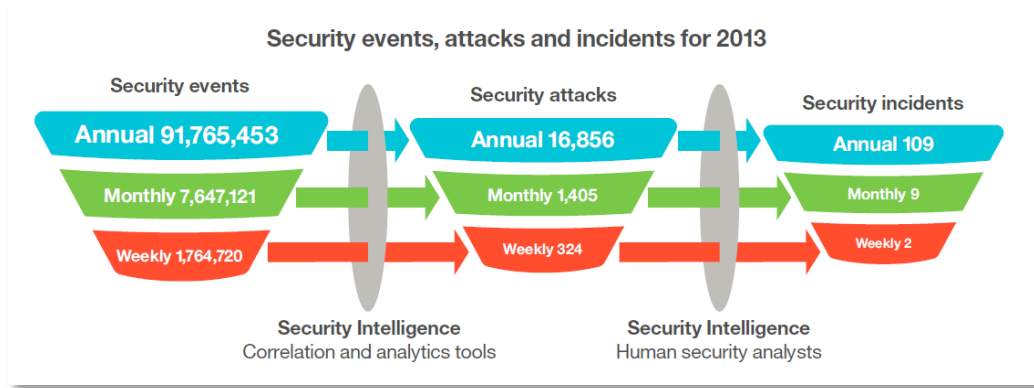 Security events, attacks and incidents for 2013
Security events
Annual 91,765,453
Monthly 7,647,121
Weekly 1,764,720
Security attacks
Annual 16,856
Monthly 1,405
Weekly 324
Security incidents
Annual 109
Monthly 9
Weekly 2
Security Intelligence
Correlation and analytics tools
Security Intelligence
Human security analysts